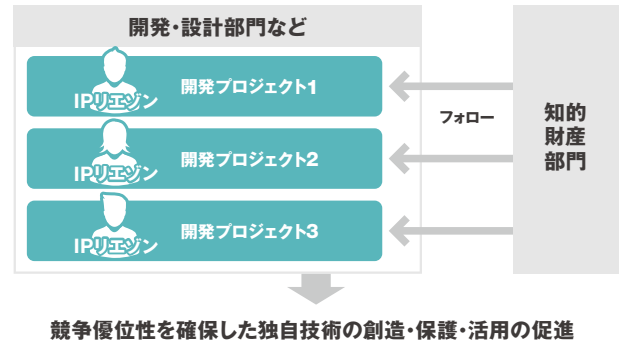 開発・設計部門など
IPリエゾン
開発プロジェクト1
IPリエゾン
開発プロジェクト2
IPリエゾン
開発プロジェクト3
フォロー
知的
財産
部門
競争優位性を確保した独自技術の創造・保護・活用の促進